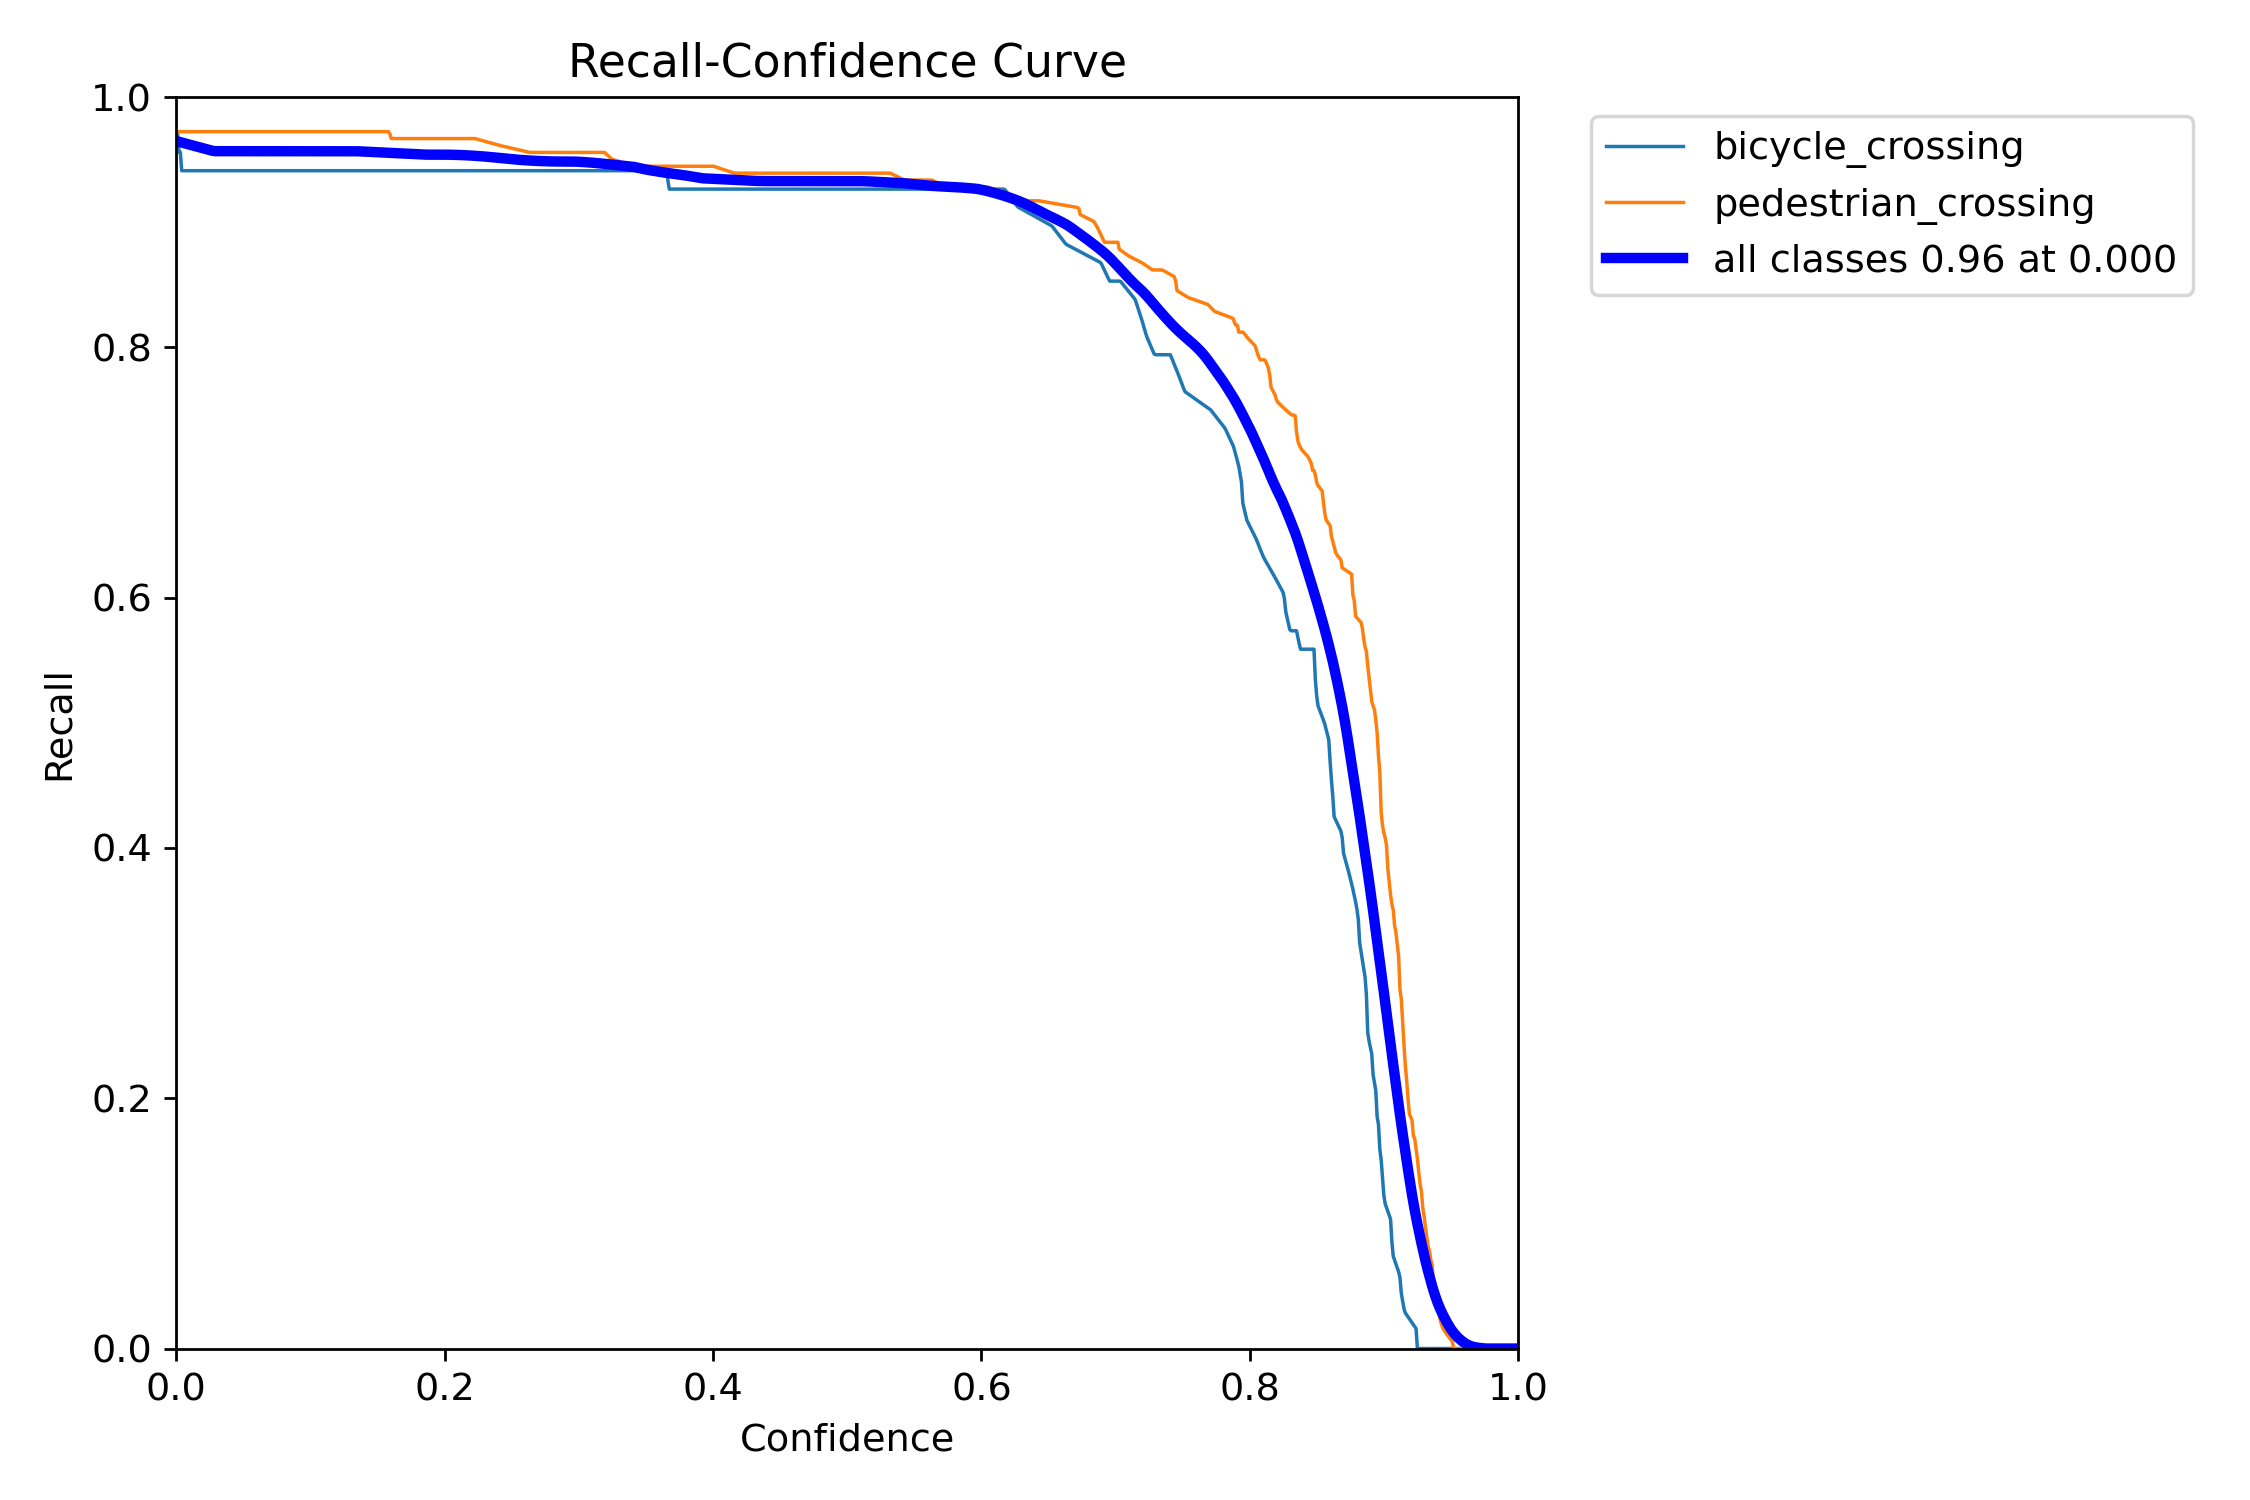 Recall-Confidence Curve
1.0
0.8
0.6
0.4
0.2
0.0
Recall
0.0 0.2 0.4 0.6 0.8 1.0
Confidence
bicycle_crossing
pedestrian_crossing
all classes 0.96 at 0.000